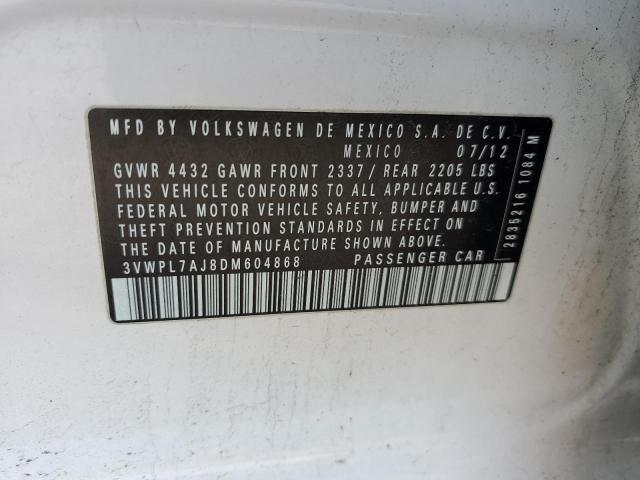 MFD BY VOLKSWAGEN DE MEXICO S.A. DE C.V.
MEXICO 07/12
GVWR 4432 GAWR FRONT 2337 / REAR 2205 LBS
THIS VEHICLE CONFORMS TO ALL APPLICABLE U.S.
FEDERAL MOTOR VEHICLE SAFETY, BUMPER AND
THEFT PREVENTION STANDARDS IN EFFECT ON
THE DATE OF MANUFACTURE SHOWN ABOVE.
3VWPL7AJ8DM604868 PASSENGER CAR
2835216 1084 M